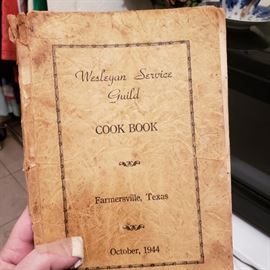 Wesleyan Service
Guild
COOK BOOK
Farmersville, Texas
October, 1944